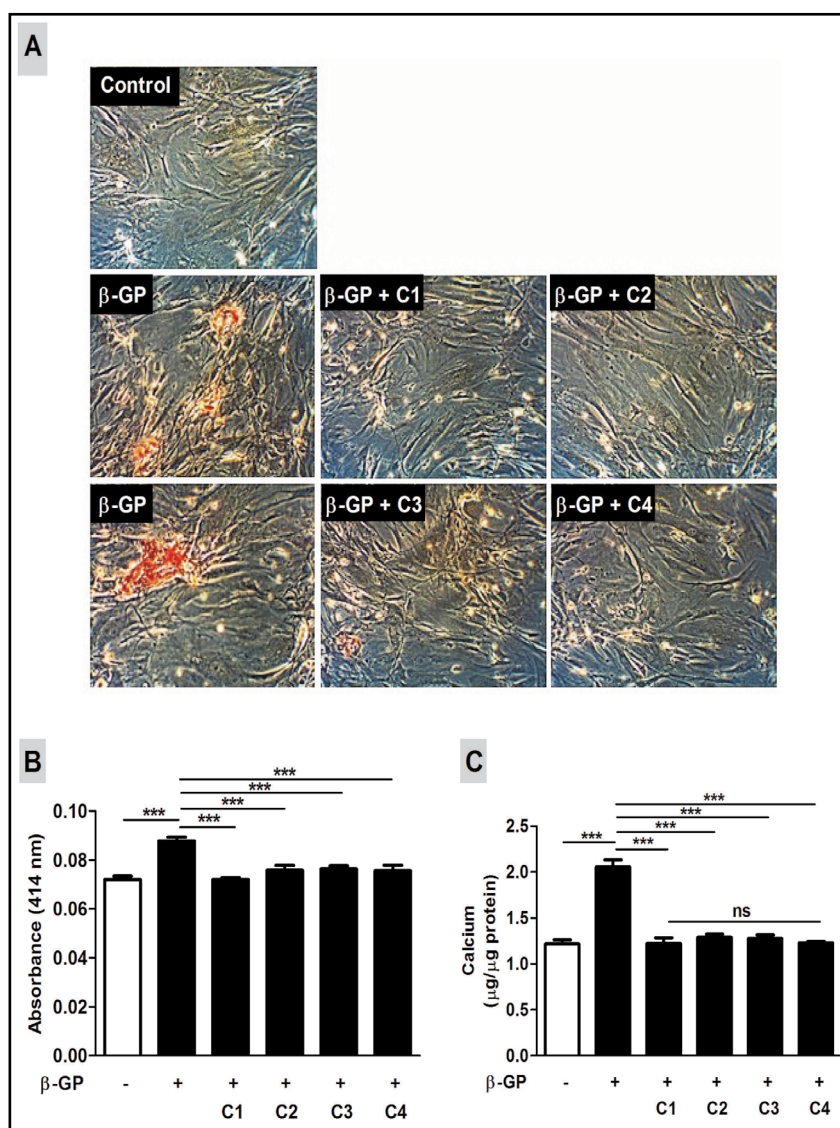 A
Control
β-GP
β-GP + C1
β-GP + C2
β-GP
β-GP + C3
β-GP + C4
B
***
***
***
***
***
0.10
0.08
0.06
0.04
0.02
0.00
Absorbance (414 nm)
β-GP - + + + + +
C1 C2 C3 C4
C
***
***
***
***
***
ns
2.5
2.0
1.5
1.0
0.5
0.0
Calcium
(μg/μg protein)
β-GP - + + + + +
C1 C2 C3 C4